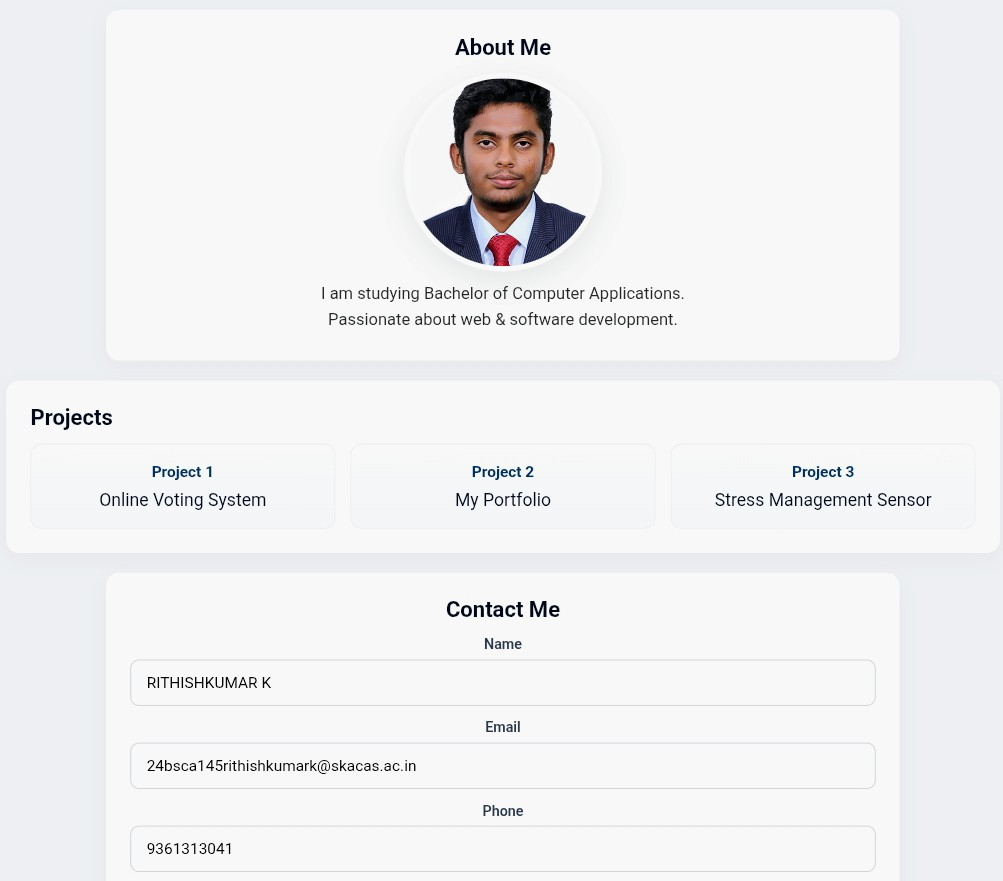 About Me
I am studying Bachelor of Computer Applications.
Passionate about web & software development.
Projects
Project 1
Online Voting System
Project 2
My Portfolio
Project 3
Stress Management Sensor
Contact Me
Name
RITHISHKUMAR K
Email
24bsca145rithishkumark@skacas.ac.in
Phone
9361313041